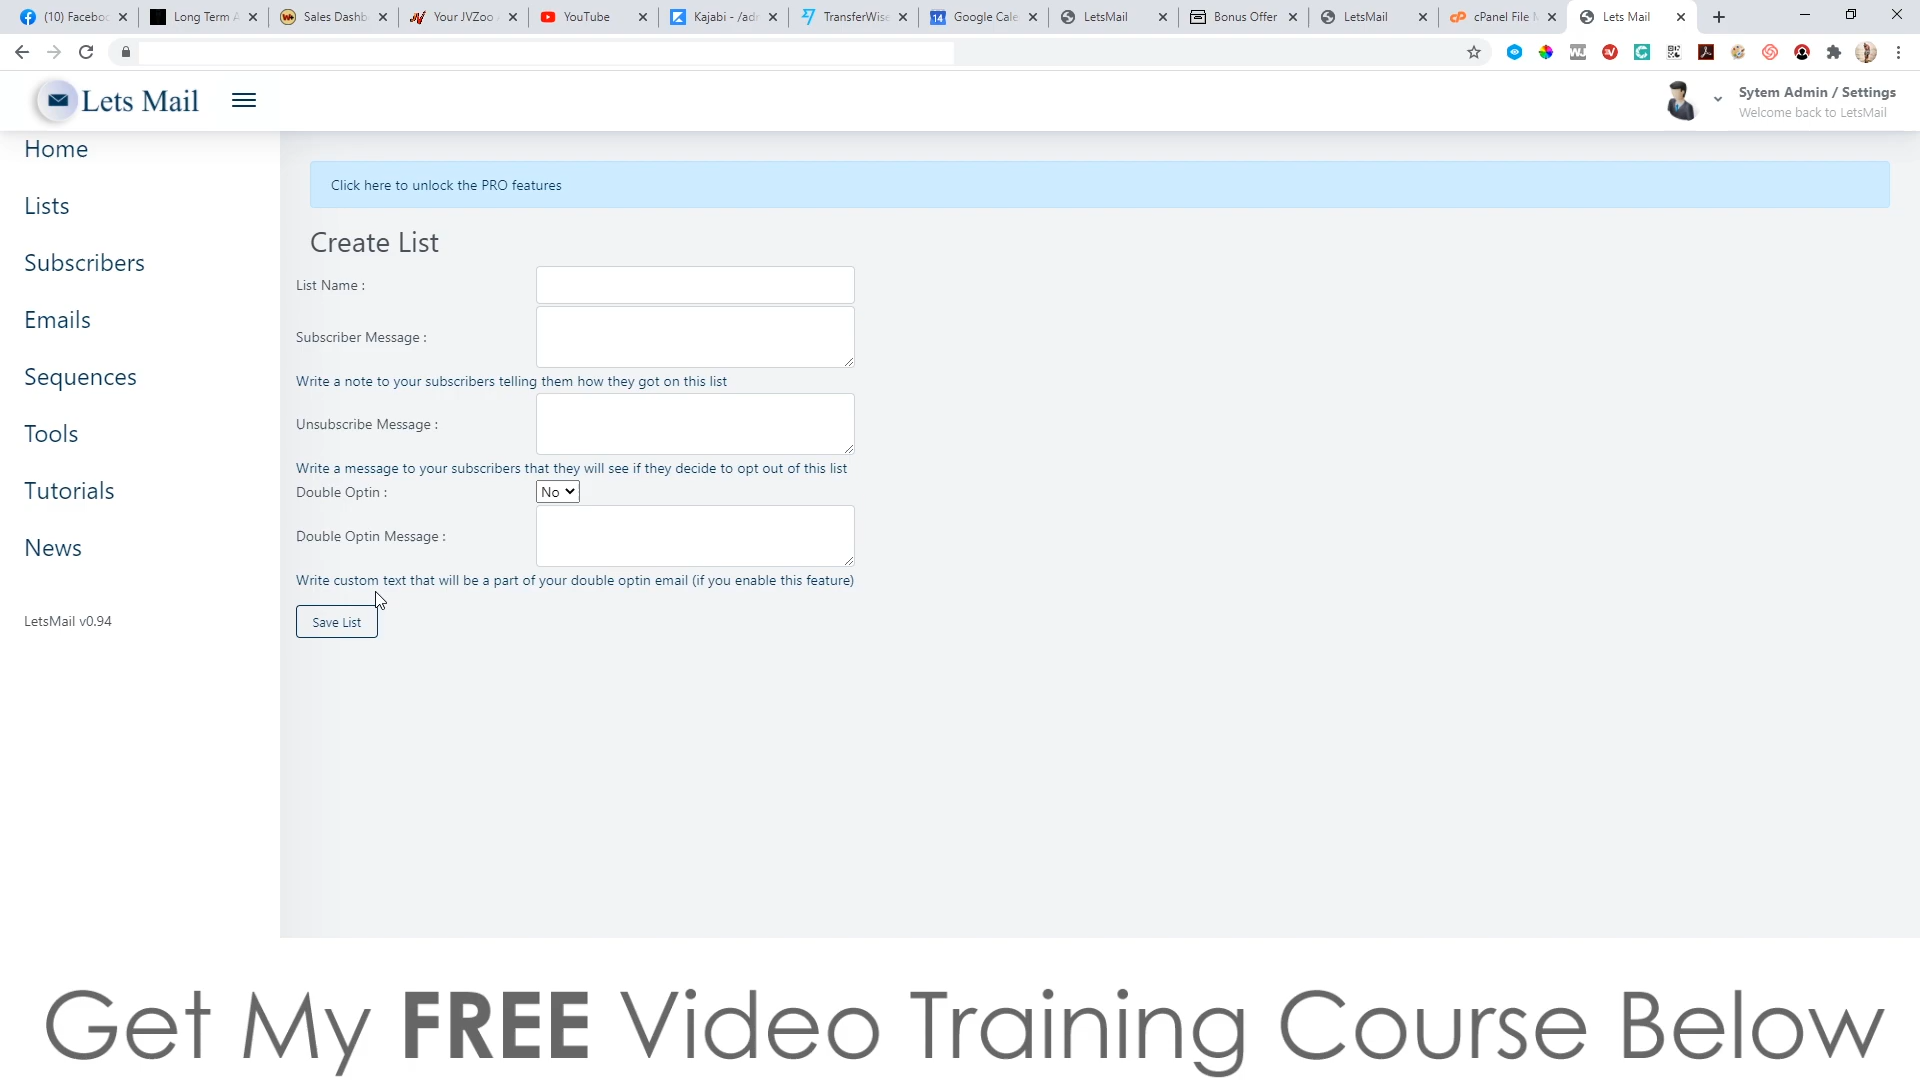 (10) Faceboo
Long Term A
Sales Dashb
Your JVZoo
YouTube
Kajabi - /adr
TransferWise
14
Google Cale
LetsMail
Bonus Offer
LetsMail
cP
cPanel File M
Lets Mail
Lets Mail
Sytem Admin / Settings
Welcome back to LetsMail
Home
Lists
Subscribers
Emails
Sequences
Tools
Tutorials
News
LetsMail v0.94
Click here to unlock the PRO features
Create List
List Name :
Subscriber Message :
Write a note to your subscribers telling them how they got on this list
Unsubscribe Message :
Write a message to your subscribers that they will see if they decide to opt out of this list
Double Optin :
No
Double Optin Message :
Write custom text that will be a part of your double optin email (if you enable this feature)
Save List
Get My FREE Video Training Course Below